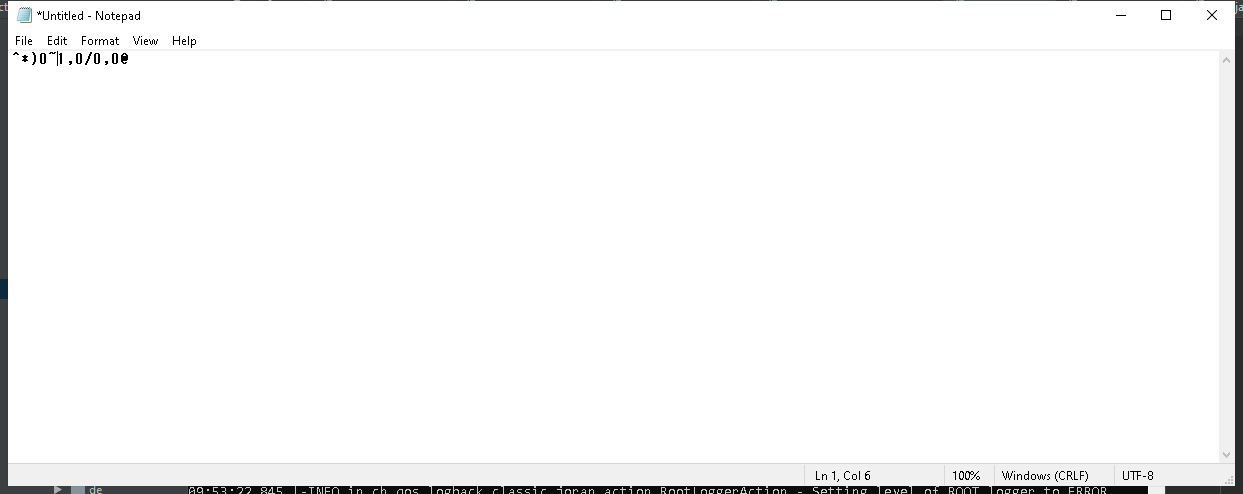 *Untitled - Notepad
File Edit Format View Help
^*)0~1,0/0,0@
Ln 1, Col 6 100% Windows (CRLF) UTF-8
de 09:53:22,845 |-INFO in ch.qos.logback.classic.joran.action.RootLoggerAction - Setting level of ROOT logger to ERROR